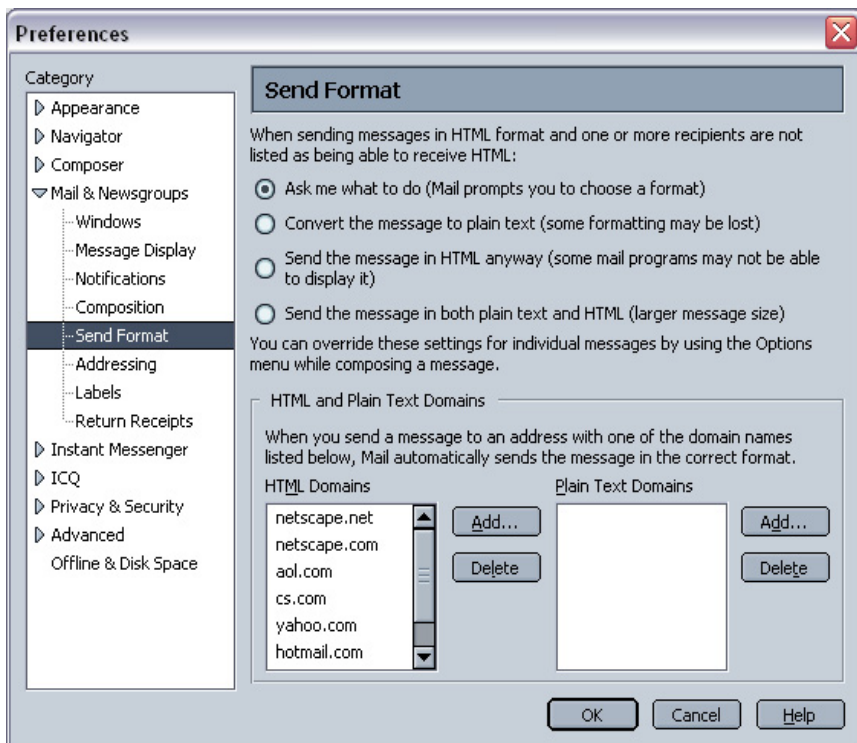 Preferences
Category
Appearance
Navigator
Composer
Mail & Newsgroups
Windows
Message Display
Notifications
Composition
Send Format
Addressing
Labels
Return Receipts
Instant Messenger
ICQ
Privacy & Security
Advanced
Offline & Disk Space
Send Format
When sending messages in HTML format and one or more recipients are not
listed as being able to receive HTML:
Ask me what to do (Mail prompts you to choose a format)
Convert the message to plain text (some formatting may be lost)
Send the message in HTML anyway (some mail programs may not be able
to display it)
Send the message in both plain text and HTML (larger message size)
You can override these settings for individual messages by using the Options
menu while composing a message.
HTML and Plain Text Domains
When you send a message to an address with one of the domain names
listed below, Mail automatically sends the message in the correct format.
HTML Domains
netscape.net
netscape.com
aol.com
cs.com
yahoo.com
hotmail.com
Add...
Delete
Plain Text Domains
Add...
Delete
OK
Cancel
Help